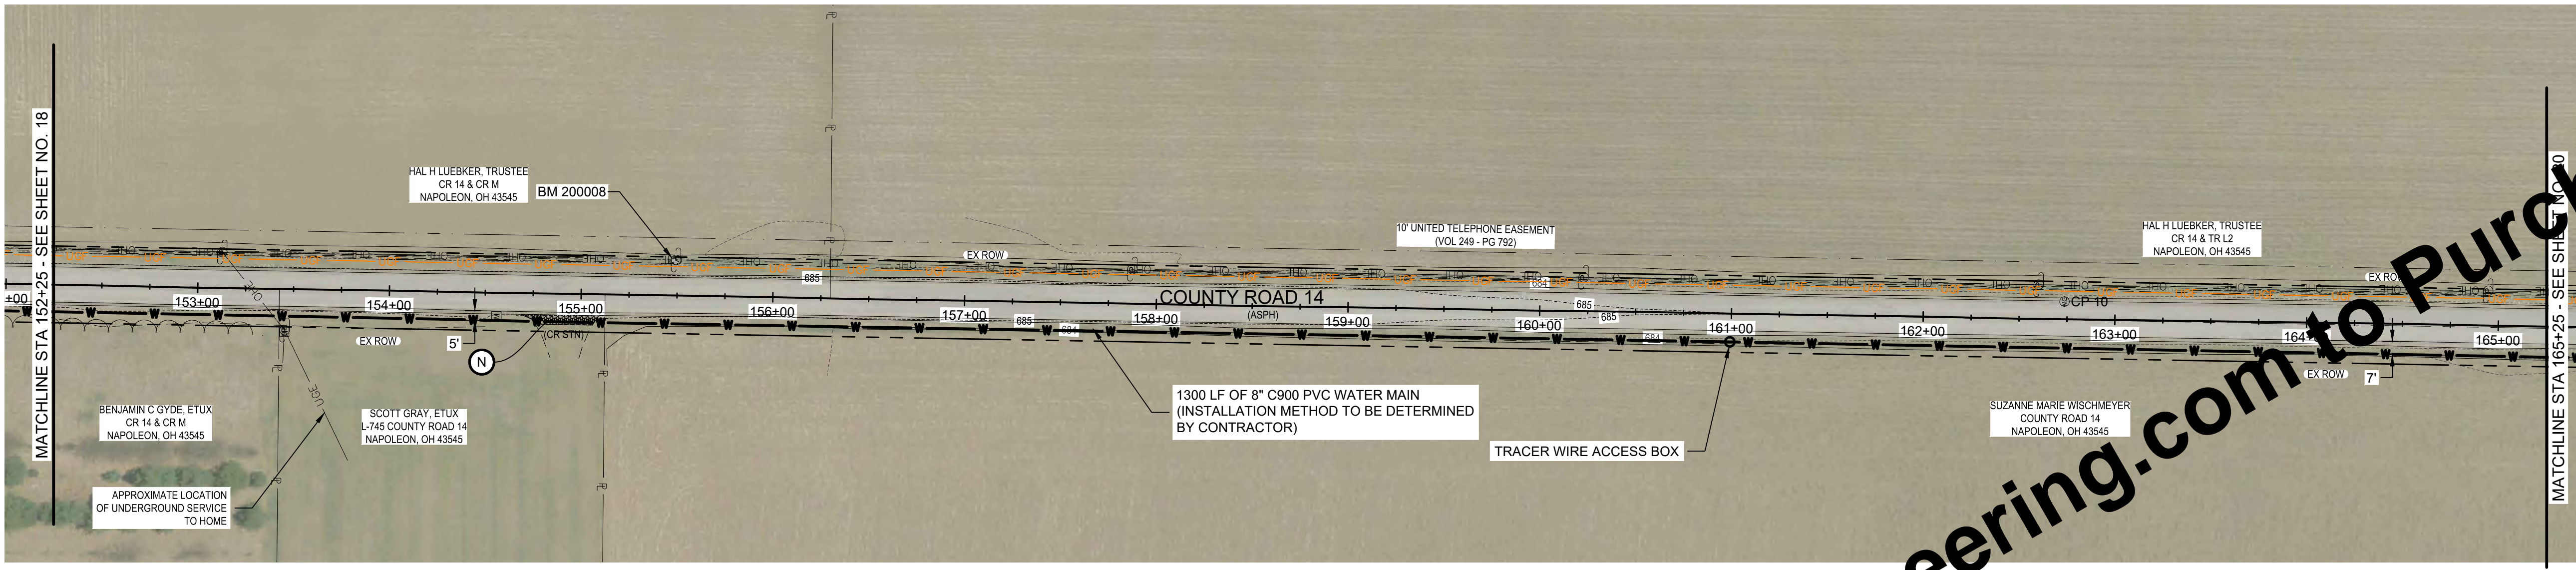 MATCHLINE STA 152+25 - SEE SHEET NO. 18
HAL H LUEBKER, TRUSTEE
CR 14 & CR M
NAPOLEON, OH 43545
BM 200008
10' UNITED TELEPHONE EASEMENT
(VOL 249 - PG 792)
HAL H LUEBKER, TRUSTEE
CR 14 & TR L2
NAPOLEON, OH 43545
EX ROW
EX ROW
685
684
685
685
685
684
684
+00
153+00
154+00
155+00
156+00
157+00
158+00
159+00
160+00
161+00
162+00
163+00
165+00
COUNTY ROAD 14
(ASPH)
CP 10
(CR STN)
EX ROW
5'
N
EX ROW
7'
OHE
UGE
1300 LF OF 8" C900 PVC WATER MAIN
(INSTALLATION METHOD TO BE DETERMINED
BY CONTRACTOR)
TRACER WIRE ACCESS BOX
BENJAMIN C GYDE, ETUX
CR 14 & CR M
NAPOLEON, OH 43545
SCOTT GRAY, ETUX
L-745 COUNTY ROAD 14
NAPOLEON, OH 43545
SUZANNE MARIE WISCHMEYER
COUNTY ROAD 14
NAPOLEON, OH 43545
APPROXIMATE LOCATION
OF UNDERGROUND SERVICE
TO HOME
MATCHLINE STA 165+25 - SEE SHEET NO.
eering.com to Purch